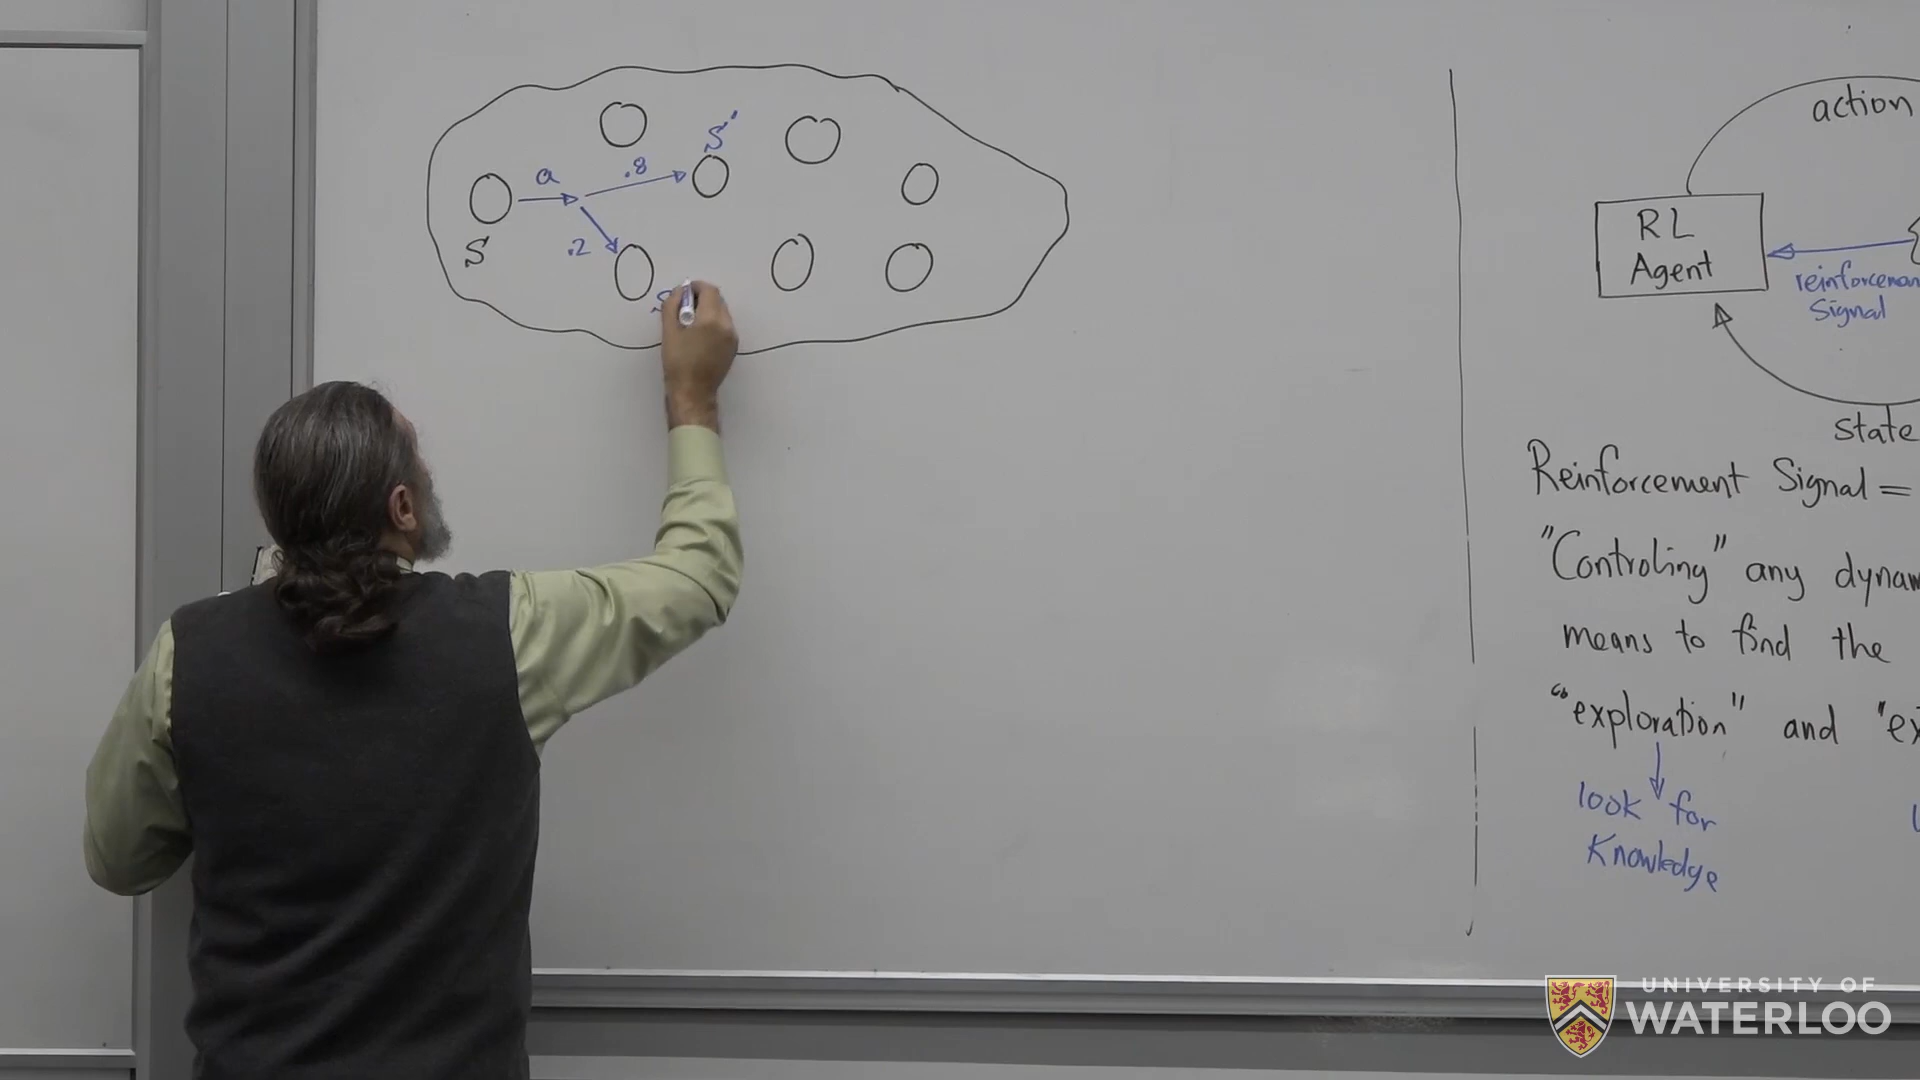 S'
a
.8
.2
S
S
action
RL
Agent
reinforcemen
Signal
state
Reinforcement Signal =
"Controling" any dynam
means to find the
"exploration" and "ex
look for
Knowledge
UNIVERSITY OF
WATERLOO